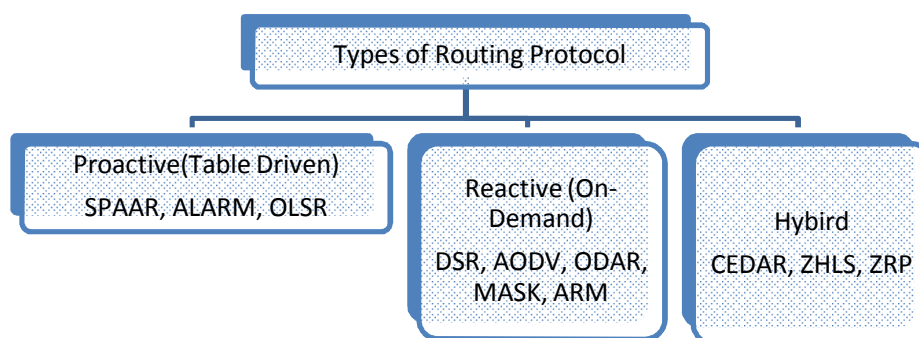 Types of Routing Protocol
Proactive(Table Driven)
SPAAR, ALARM, OLSR
Reactive (On-
Demand)
DSR, AODV, ODAR,
MASK, ARM
Hybird
CEDAR, ZHLS, ZRP